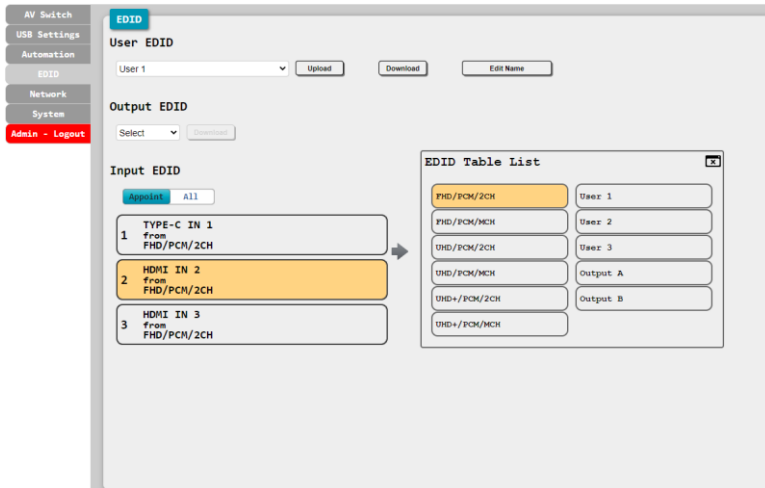 AV Switch
USB Settings
Automation
EDID
Network
System
Admin - Logout
EDID
User EDID
User 1
Upload
Download
Edit Name
Output EDID
Select
Download
Input EDID
Appoint
All
1
TYPE-C IN 1
from
FHD/PCM/2CH
2
HDMI IN 2
from
FHD/PCM/2CH
3
HDMI IN 3
from
FHD/PCM/2CH
EDID Table List
FHD/PCM/2CH
User 1
FHD/PCM/MCH
User 2
UHD/PCM/2CH
User 3
UHD/PCM/MCH
Output A
UHD+/PCM/2CH
Output B
UHD+/PCM/MCH